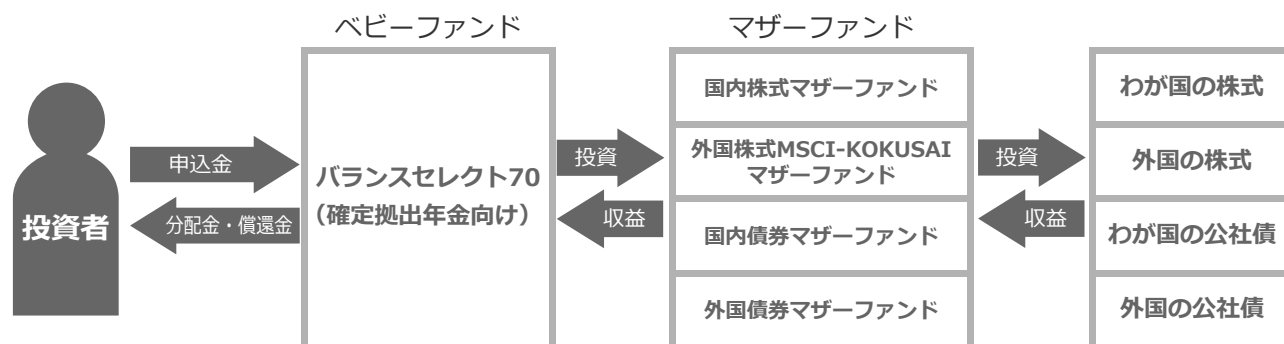 ベビーファンド
マザーファンド
投資者
申込金
分配金・償還金
バランスセレクト70
（確定拠出年金向け）
投資
収益
国内株式マザーファンド
外国株式MSCI-KOKUSAI
マザーファンド
国内債券マザーファンド
外国債券マザーファンド
投資
収益
わが国の株式
外国の株式
わが国の公社債
外国の公社債